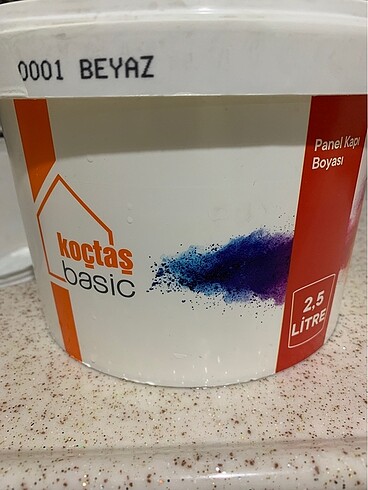 0001 BEYAZ
Panel Kapı
Boyası
koçtaş
basic
2,5
LİTRE